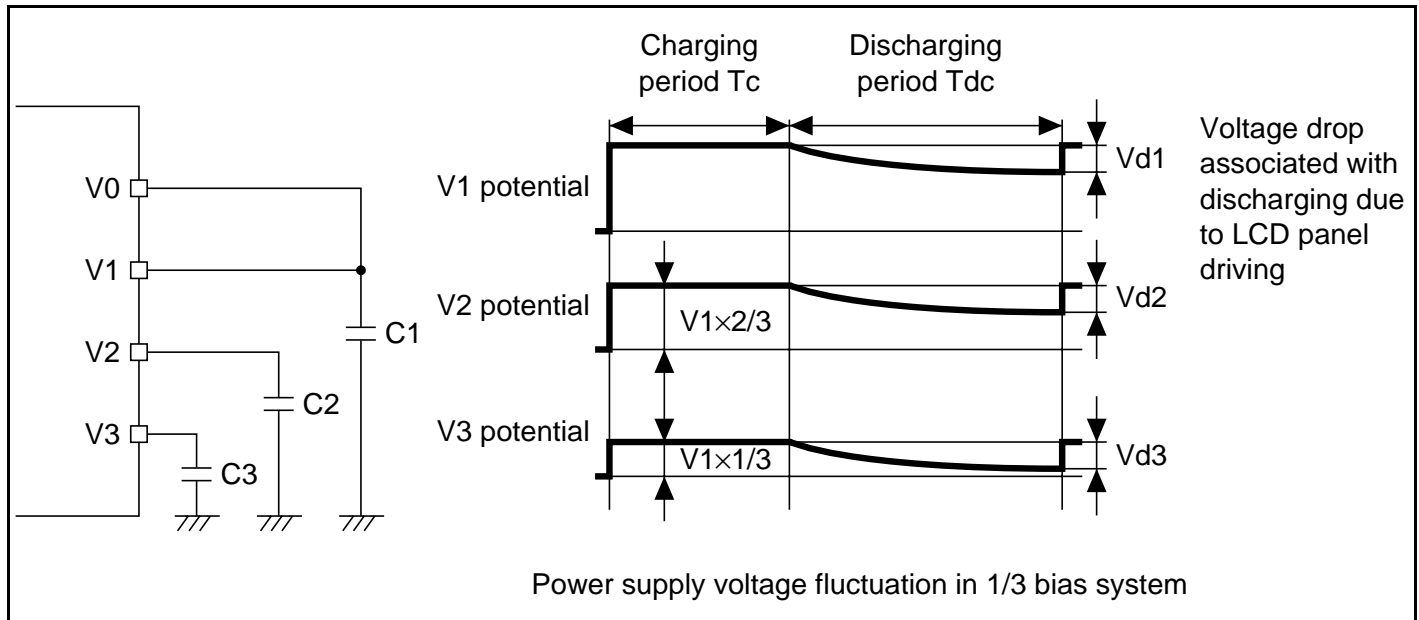 Charging
period Tc
Discharging
period Tdc
V0
V1
V2
V3
C1
C2
C3
V1 potential
Vd1
V2 potential
V1×2/3
Vd2
V3 potential
V1×1/3
Vd3
Voltage drop
associated with
discharging due
to LCD panel
driving
Power supply voltage fluctuation in 1/3 bias system